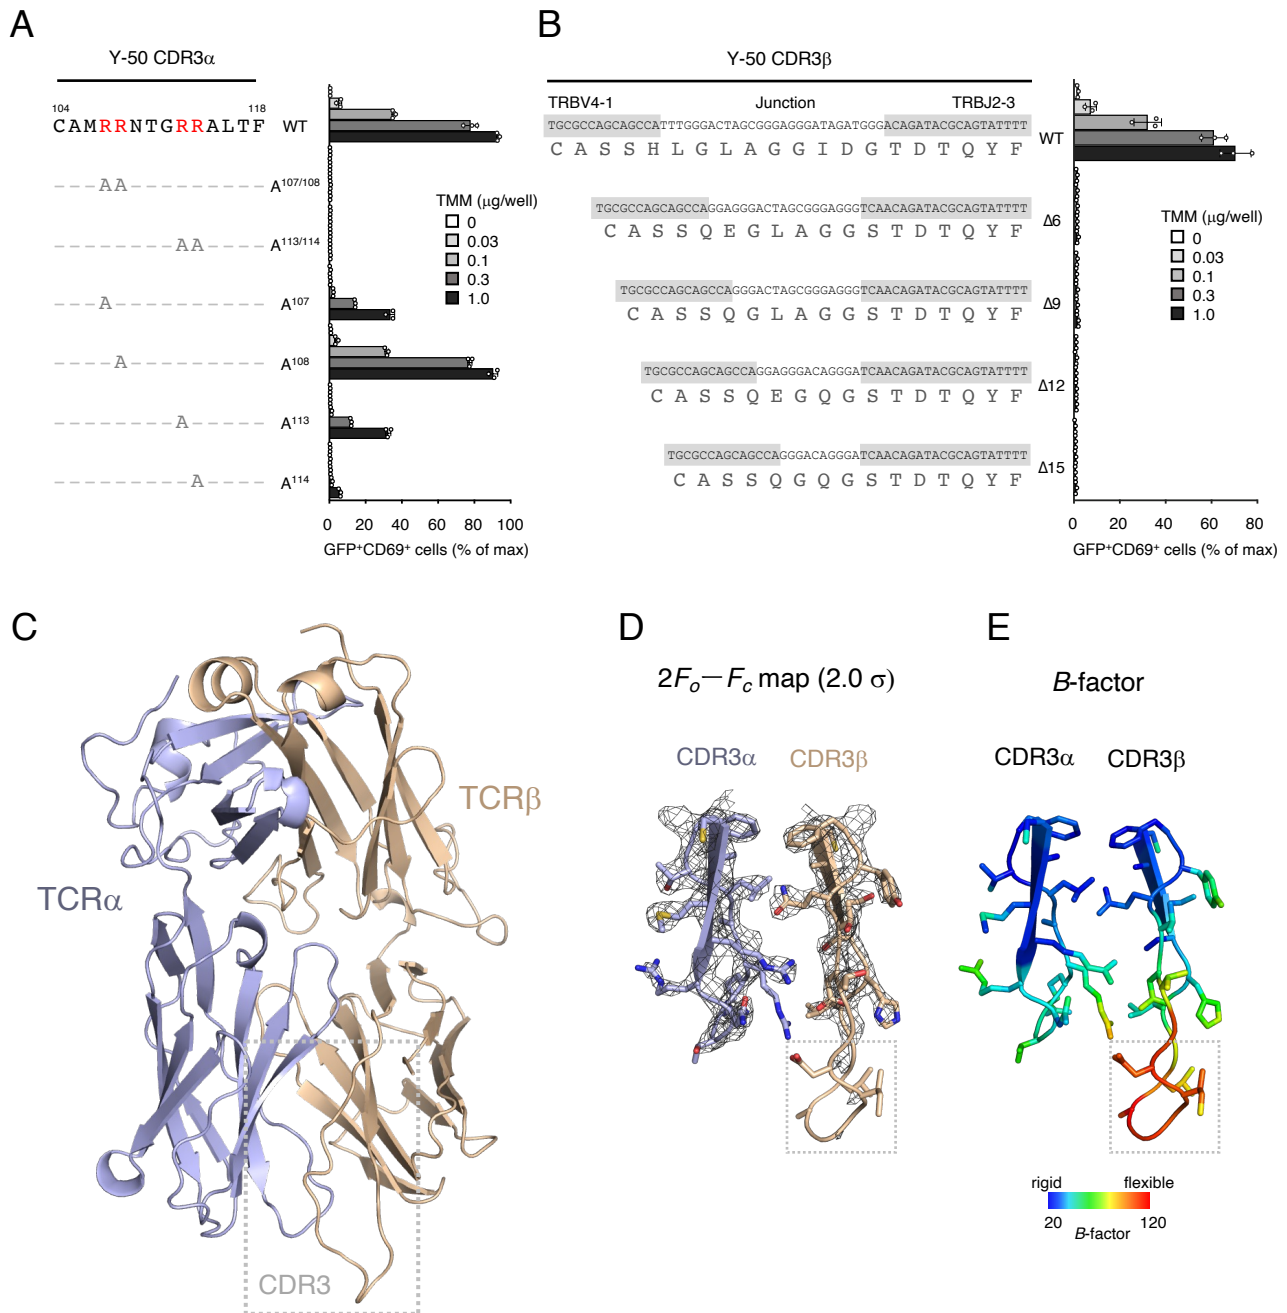 A
Y-50 CDR3α
104 118
CAMRRNTGRRALTF WT
– – – AA – – – – – – – – – A107/108
– – – – – – – – AA – – – – A113/114
– – – A – – – – – – – – – – A107
– – – – A – – – – – – – – – A108
– – – – – – – – A – – – – – A113
– – – – – – – – – A – – – – A114
TMM (μg/well)
0
0.03
0.1
0.3
1.0
0 20 40 60 80 100
GFP+CD69+ cells (% of max)
B
Y-50 CDR3β
TRBV4-1 Junction TRBJ2-3
TGCGCCAGCAGCCATTTGGGACTAGCGGGAGGGATAGATGGGACAGATACGCAGTATTTT
C A S S H L G L A G G I D G T D T Q Y F WT
TGCGCCAGCAGCCAGGAGGGACTAGCGGGAGGGTCAACAGATACGCAGTATTTT
C A S S Q E G L A G G S T D T Q Y F Δ6
TGCGCCAGCAGCCAGGGACTAGCGGGAGGGTCAACAGATACGCAGTATTTT
C A S S Q G L A G G S T D T Q Y F Δ9
TGCGCCAGCAGCCAGGAGGGACAGGGATCAACAGATACGCAGTATTTT
C A S S Q E G Q G S T D T Q Y F Δ12
TGCGCCAGCAGCCAGGGACAGGGATCAACAGATACGCAGTATTTT
C A S S Q G Q G S T D T Q Y F Δ15
TMM (μg/well)
0
0.03
0.1
0.3
1.0
0 20 40 60 80
GFP+CD69+ cells (% of max)
C
TCRβ
TCRα
CDR3
D
2Fo—Fc map (2.0 σ)
CDR3α CDR3β
E
B-factor
CDR3α CDR3β
rigid flexible
20 120
B-factor